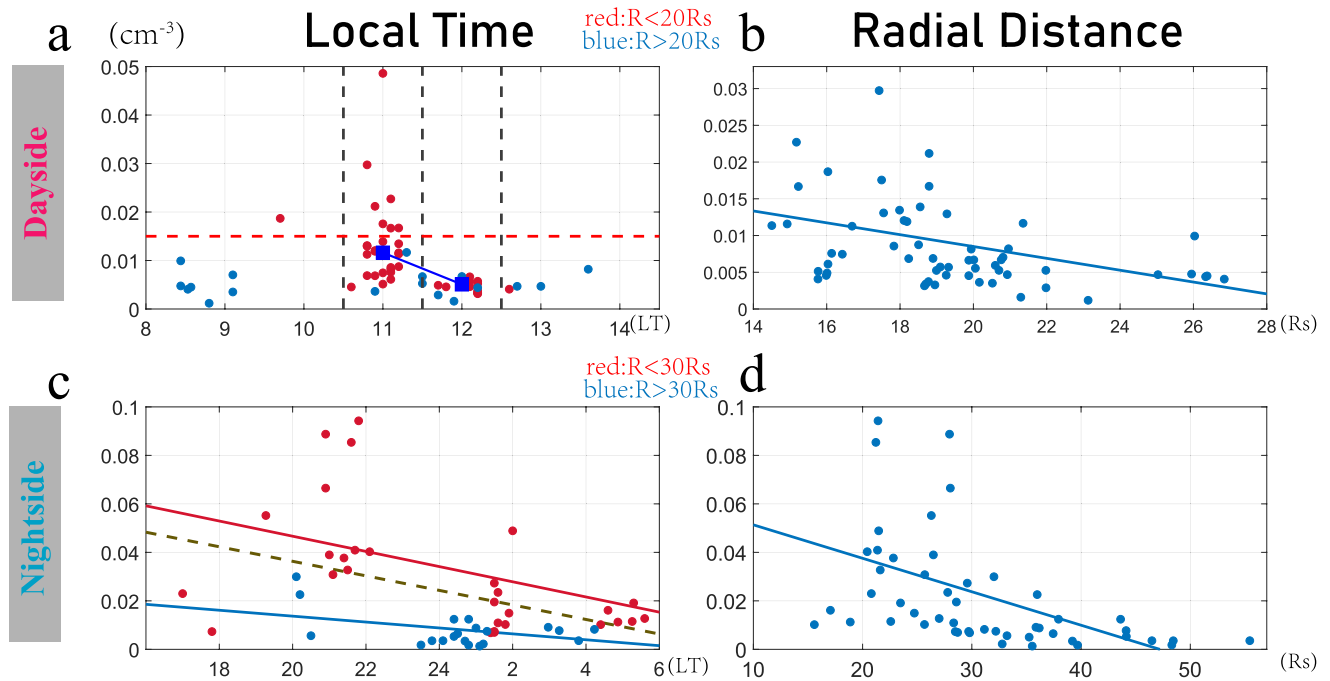 a (cm-3) Local Time red:R<20Rs b Radial Distance
blue:R>20Rs
Dayside
0.05
0.04
0.03
0.02
0.01
0
8 9 10 11 12 13 14 (LT)
0.03
0.025
0.02
0.015
0.01
0.005
0
14 16 18 20 22 24 26 28 (Rs)
c red:R<30Rs d
blue:R>30Rs
Nightside
0.1
0.08
0.06
0.04
0.02
0
18 20 22 24 2 4 6 (LT)
0.1
0.08
0.06
0.04
0.02
0
10 20 30 40 50 (Rs)